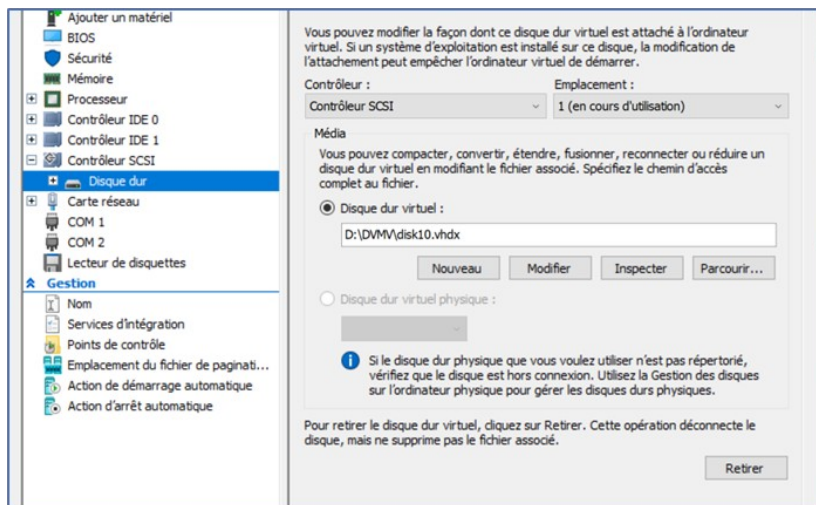 Ajouter un matériel
BIOS
Sécurité
Mémoire
Processeur
Contrôleur IDE 0
Contrôleur IDE 1
Contrôleur SCSI
Disque dur
Carte réseau
COM 1
COM 2
Lecteur de disquettes
Gestion
Nom
Services d'intégration
Points de contrôle
Emplacement du fichier de paginati...
Action de démarrage automatique
Action d'arrêt automatique
Vous pouvez modifier la façon dont ce disque dur virtuel est attaché à l'ordinateur
virtuel. Si un système d'exploitation est installé sur ce disque, la modification de
l'attachement peut empêcher l'ordinateur virtuel de démarrer.
Contrôleur : Emplacement :
Contrôleur SCSI 1 (en cours d'utilisation)
Média
Vous pouvez compacter, convertir, étendre, fusionner, reconnecter ou réduire un
disque dur virtuel en modifiant le fichier associé. Spécifiez le chemin d'accès
complet au fichier.
Disque dur virtuel :
D:\DVMV\disk10.vhdx
Nouveau Modifier Inspecter Parcourir...
Disque dur virtuel physique :
Si le disque dur physique que vous voulez utiliser n'est pas répertorié,
vérifiez que le disque est hors connexion. Utilisez la Gestion des disques
sur l'ordinateur physique pour gérer les disques durs physiques.
Pour retirer le disque dur virtuel, cliquez sur Retirer. Cette opération déconnecte le
disque, mais ne supprime pas le fichier associé.
Retirer